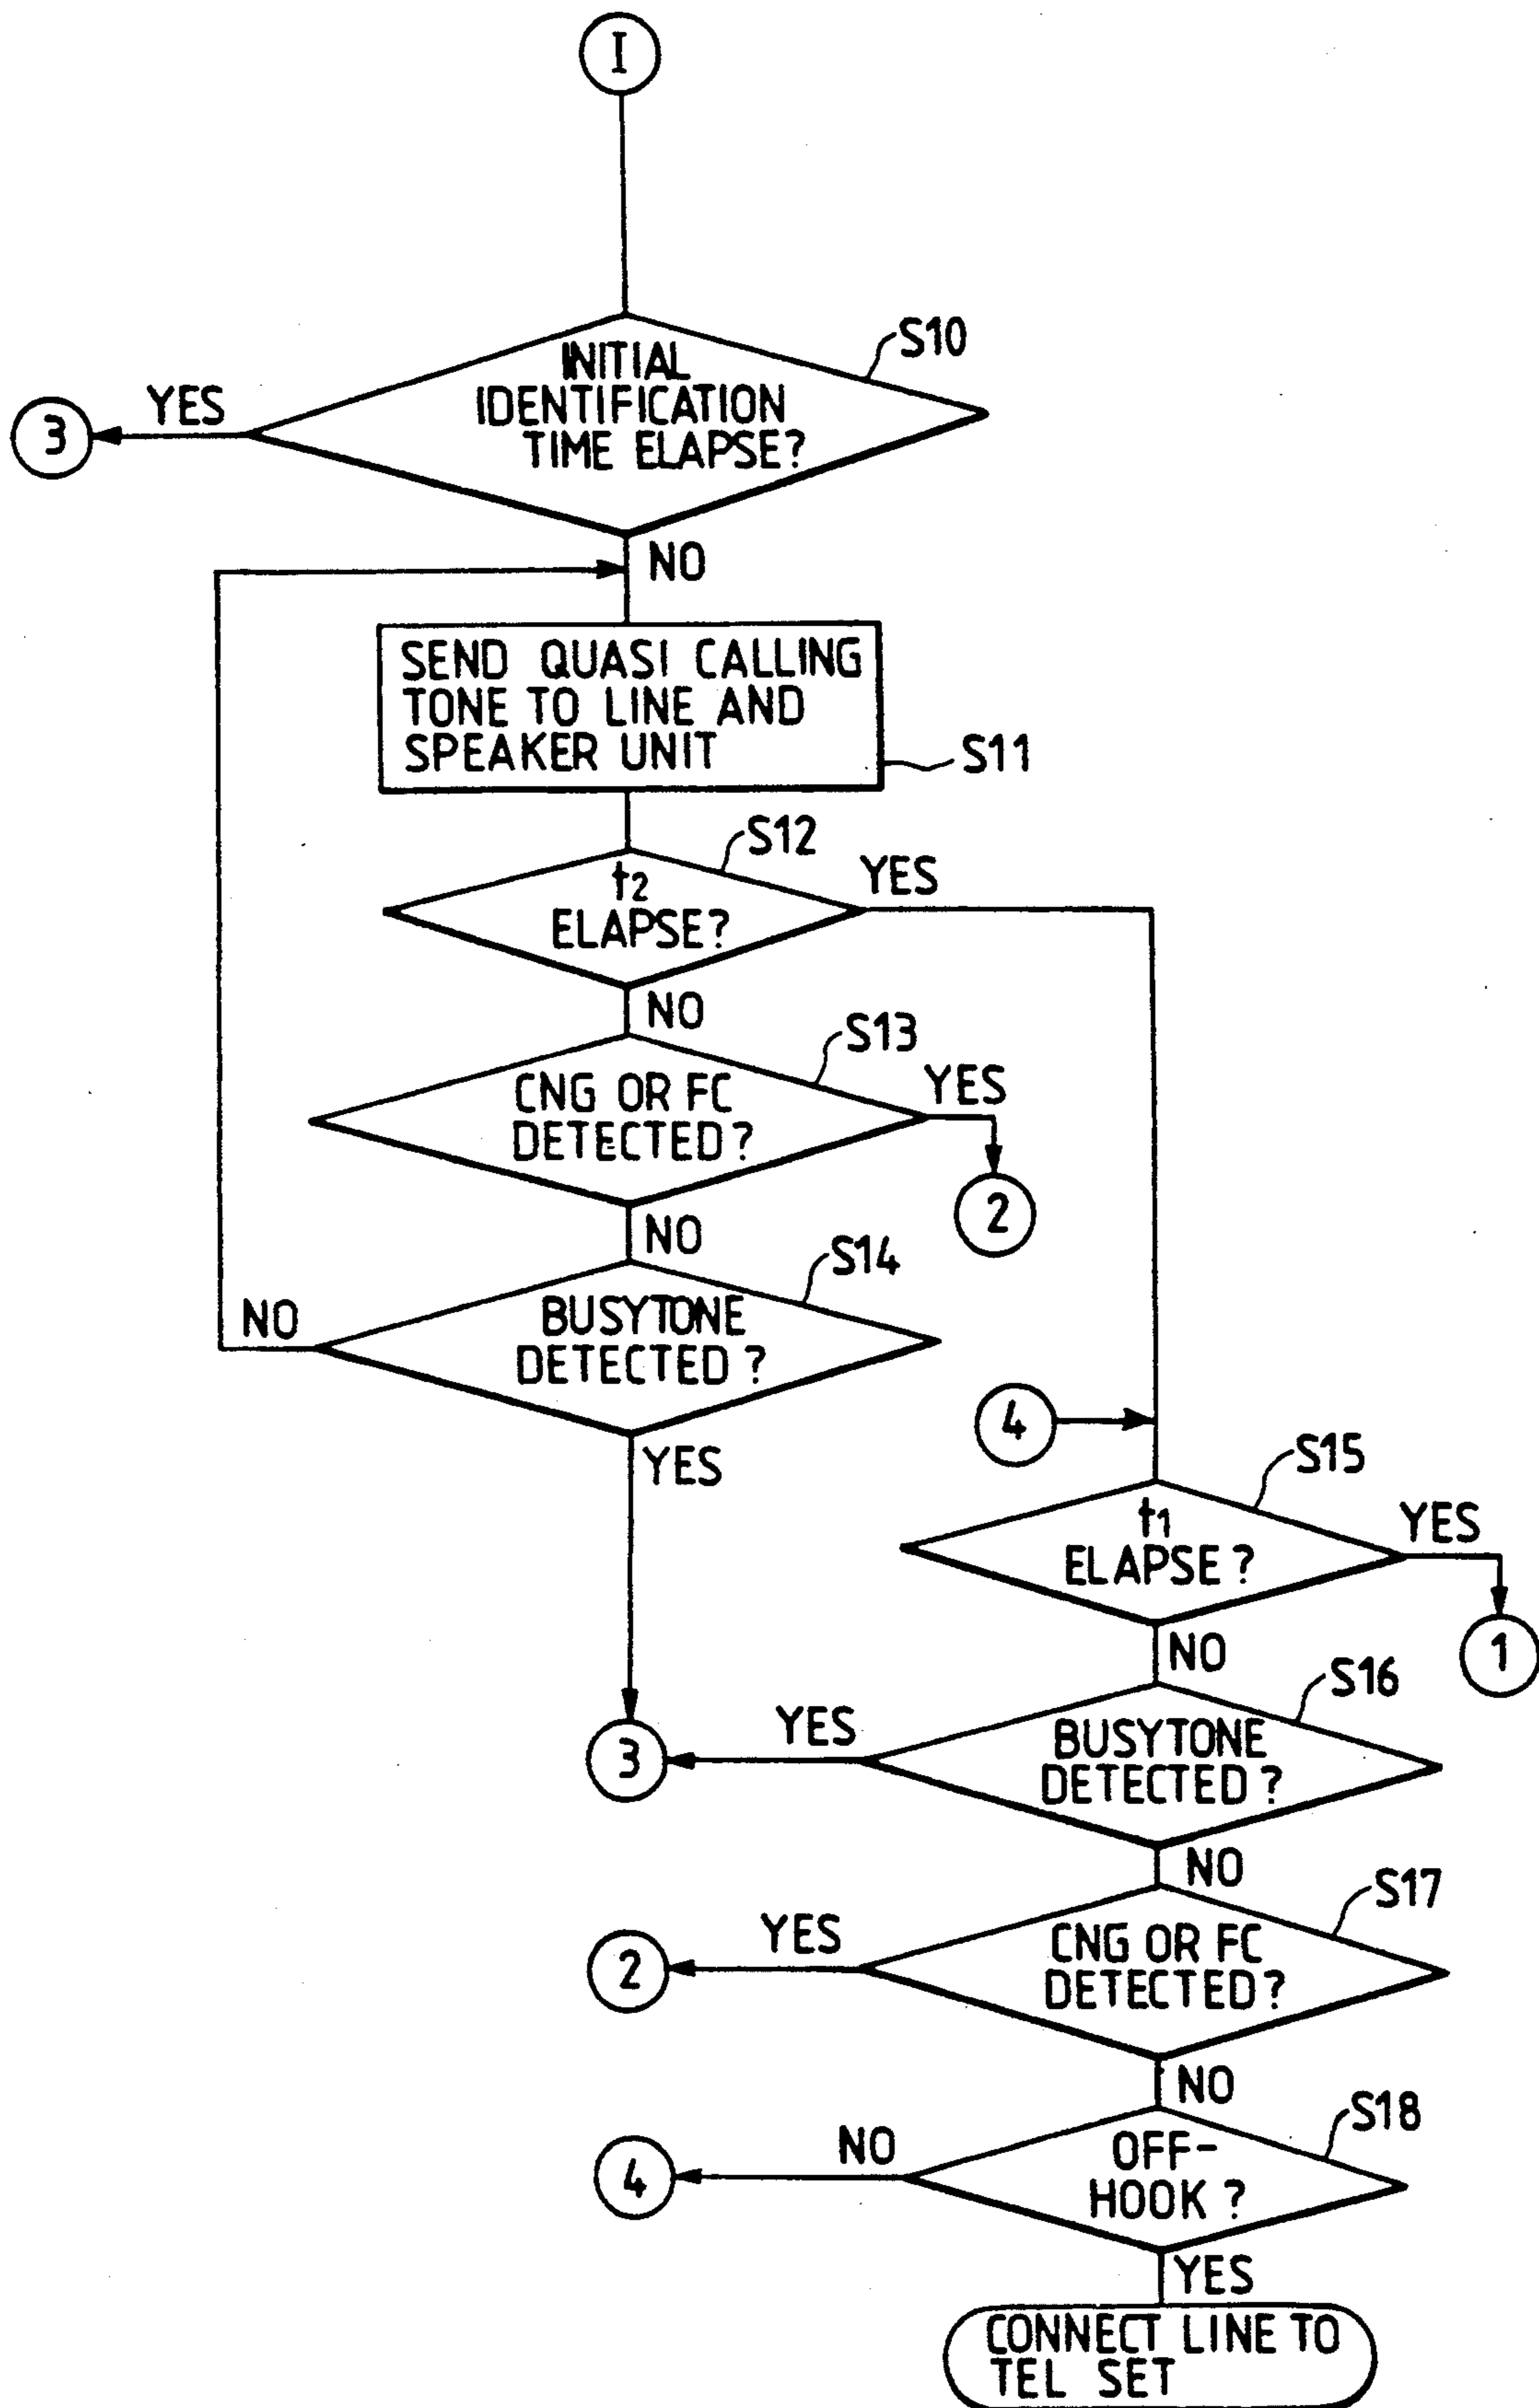 I
S10
INITIAL
IDENTIFICATION
TIME ELAPSE?
YES
3
NO
SEND QUASI CALLING
TONE TO LINE AND
SPEAKER UNIT
S11
S12
t2
ELAPSE?
YES
NO
S13
CNG OR FC
DETECTED?
YES
2
NO
S14
BUSYTONE
DETECTED?
NO
YES
4
S15
t1
ELAPSE?
YES
1
NO
S16
BUSYTONE
DETECTED?
YES
3
NO
S17
CNG OR FC
DETECTED?
YES
2
NO
S18
OFF-
HOOK?
NO
4
YES
CONNECT LINE TO
TEL SET